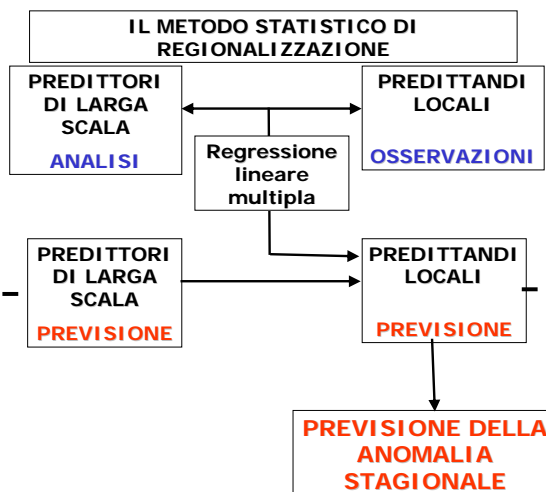 IL METODO STATISTICO DI
REGIONALIZZAZIONE
PREDITTORI
DI LARGA
SCALA
ANALISI
PREDITTANDI
LOCALI
OSSERVAZIONI
Regressione
lineare
multipla
PREDITTORI
DI LARGA
SCALA
PREVISIONE
PREDITTANDI
LOCALI
PREVISIONE
PREVISIONE DELLA
ANOMALIA
STAGIONALE